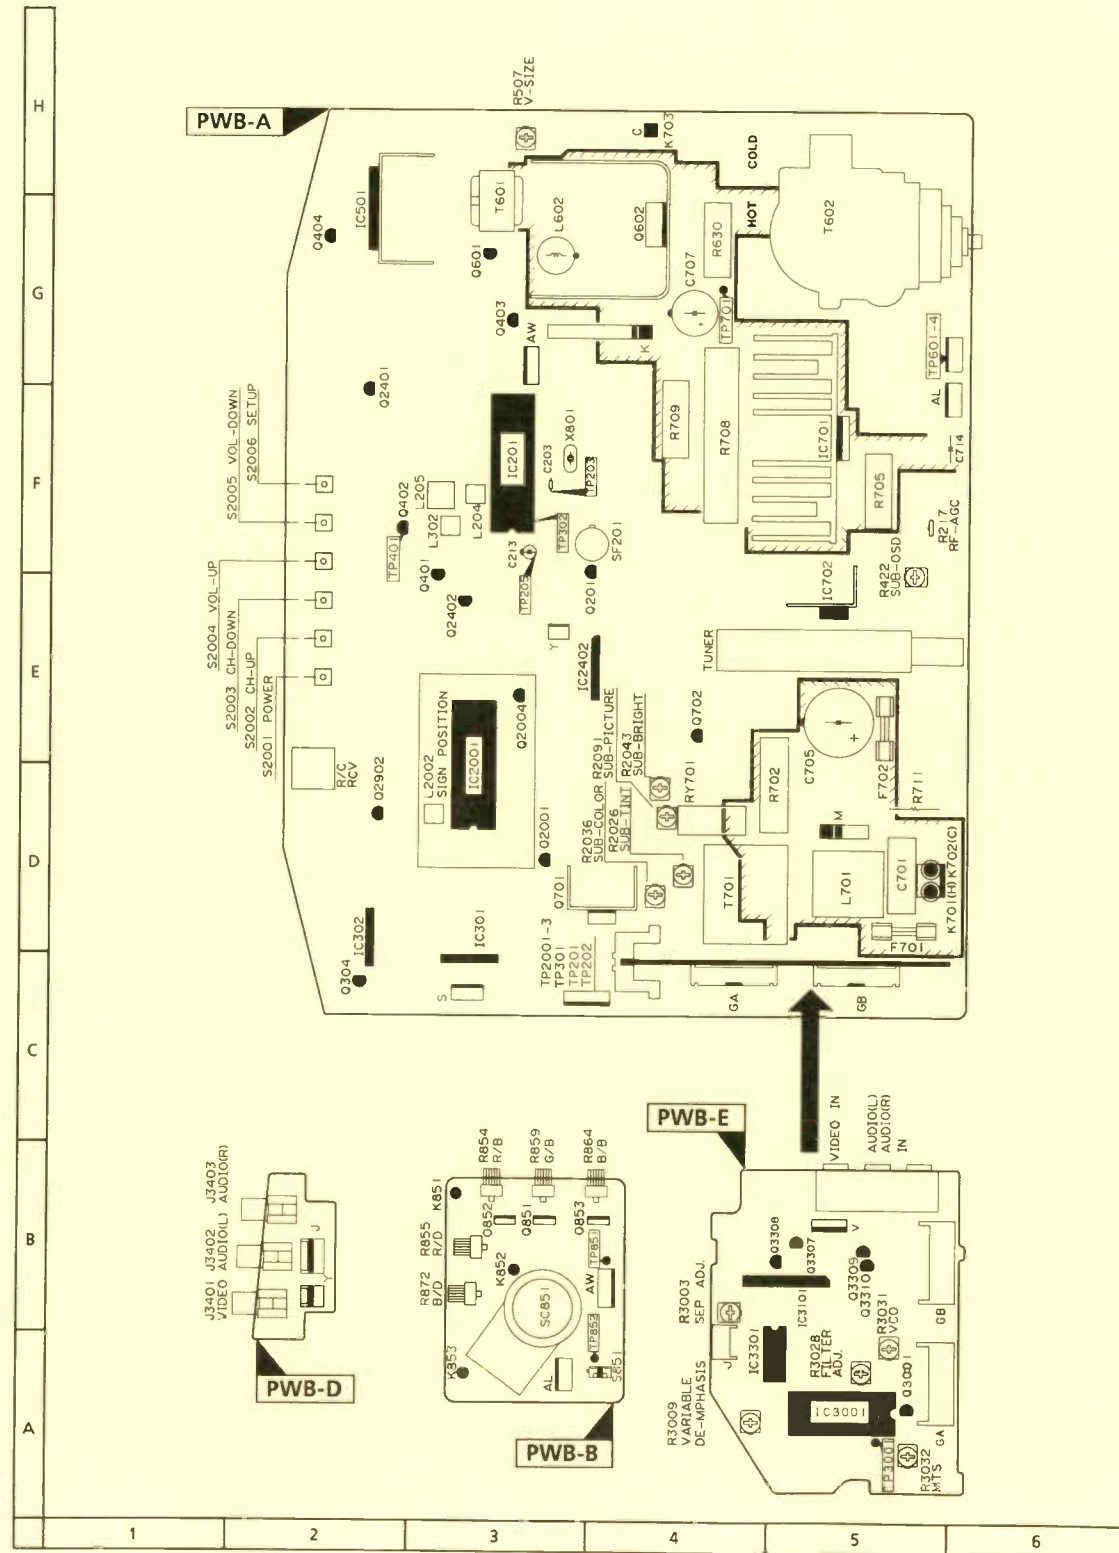 H
G
F
E
D
C
B
A
1
2
3
4
5
6
PWB-A
R507
V-SIZE
C
K703
COLD
HOT
T601
L602
Q602
R630
T602
IC501
Q404
Q601
C707
TP701
Q403
AW
K
TP601-4
AL
Q2401
S2006 SETUP
S2005 VOL-DOWN
S2004 VOL-UP
S2003 CH-DOWN
S2002 CH-UP
S2001 POWER
IC201
X801
C203
TP203
R709
R708
IC701
R705
C714
R217
RF-AGC
L205
L204
L302
Q402
TP401
Q401
C213
TP302
SF201
TP205
Q2402
Q201
IC702
R422
SUB-OSD
Y
IC2402
TUNER
R/C
RCV
L2002
SIGN POSITION
IC2001
Q2004
Q2902
Q2001
R2091
SUB-PICTURE
R2043
SUB-BRIGHT
R2036
SUB-COLOR
R2026
SUB-TINT
Q702
RY701
R702
C705
+
F702
R711
M
T701
L701
C701
K702(C)
K701(H)
F701
Q701
IC302
IC301
Q304
S
TP2001-3
TP301
TP201
TP202
GA
GB
PWB-D
J3401
VIDEO
J3402
AUDIO(L)
J3403
AUDIO(R)
J
Y
PWB-B
R854
R/B
R859
G/B
R864
B/B
K851
Q852
Q851
Q853
R855
R/D
R872
B/D
K852
TP851
AW
SC851
TP852
K853
AL
S851
PWB-E
VIDEO IN
AUDIO(L)
AUDIO(R)
IN
Q3308
Q3307
V
Q3309
Q3310
R3003
SEP ADJ.
IC3101
IC3301
R3028
FILTER
ADJ.
R3031
VCO
GB
J
R3009
VARIABLE
DE-MPHASIS
IC3001
Q3001
GA
R3032
MTS